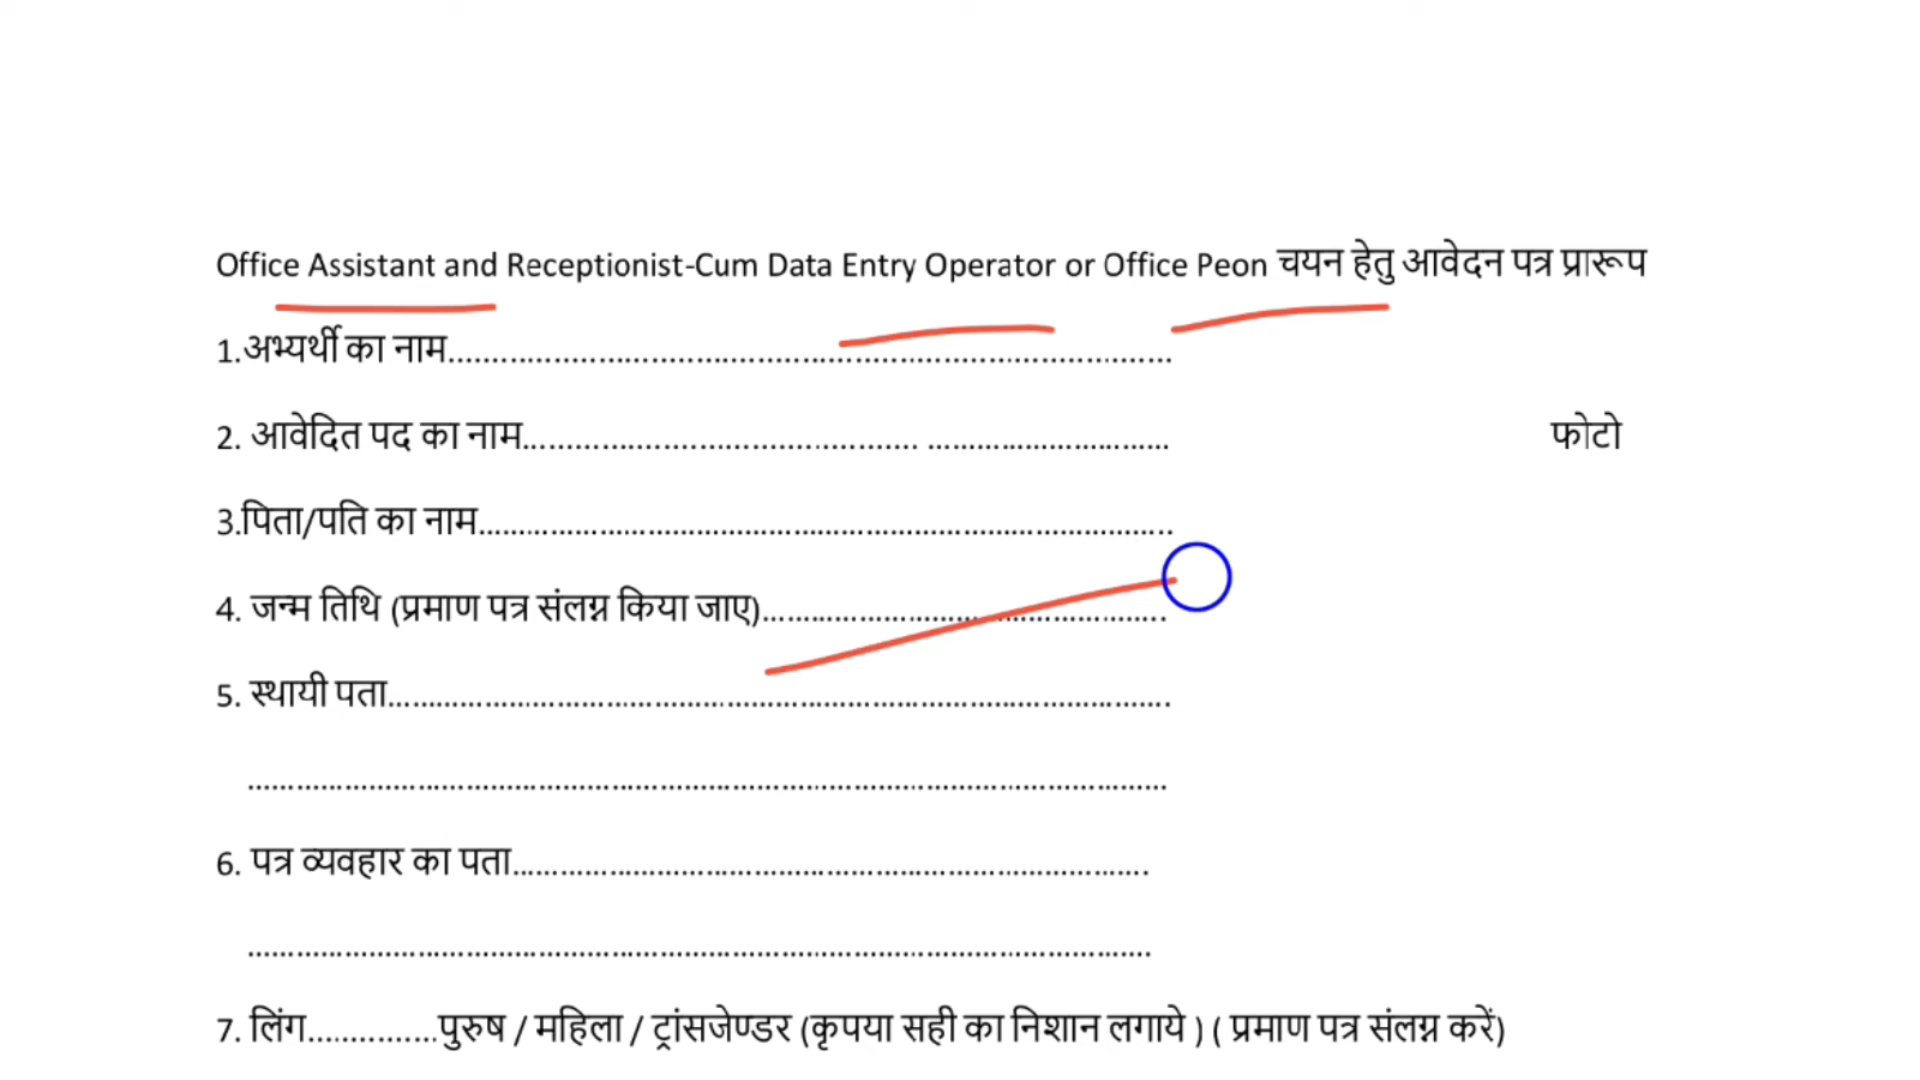 Office Assistant and Receptionist-Cum Data Entry Operator or Office Peon चयन हेतु आवेदन पत्र प्रारूप
1.अभ्यर्थी का नाम................................................................................
2. आवेदित पद का नाम........................................... ..............................
फोटो
3.पिता/पति का नाम..............................................................................
4. जन्म तिथि (प्रमाण पत्र संलग्न किया जाए)................................................
5. स्थायी पता........................................................................................
.........................................................................................................
6. पत्र व्यवहार का पता........................................................................
.......................................................................................................
7. लिंग...............पुरुष / महिला / ट्रांसजेण्डर (कृपया सही का निशान लगाये ) ( प्रमाण पत्र संलग्न करें)